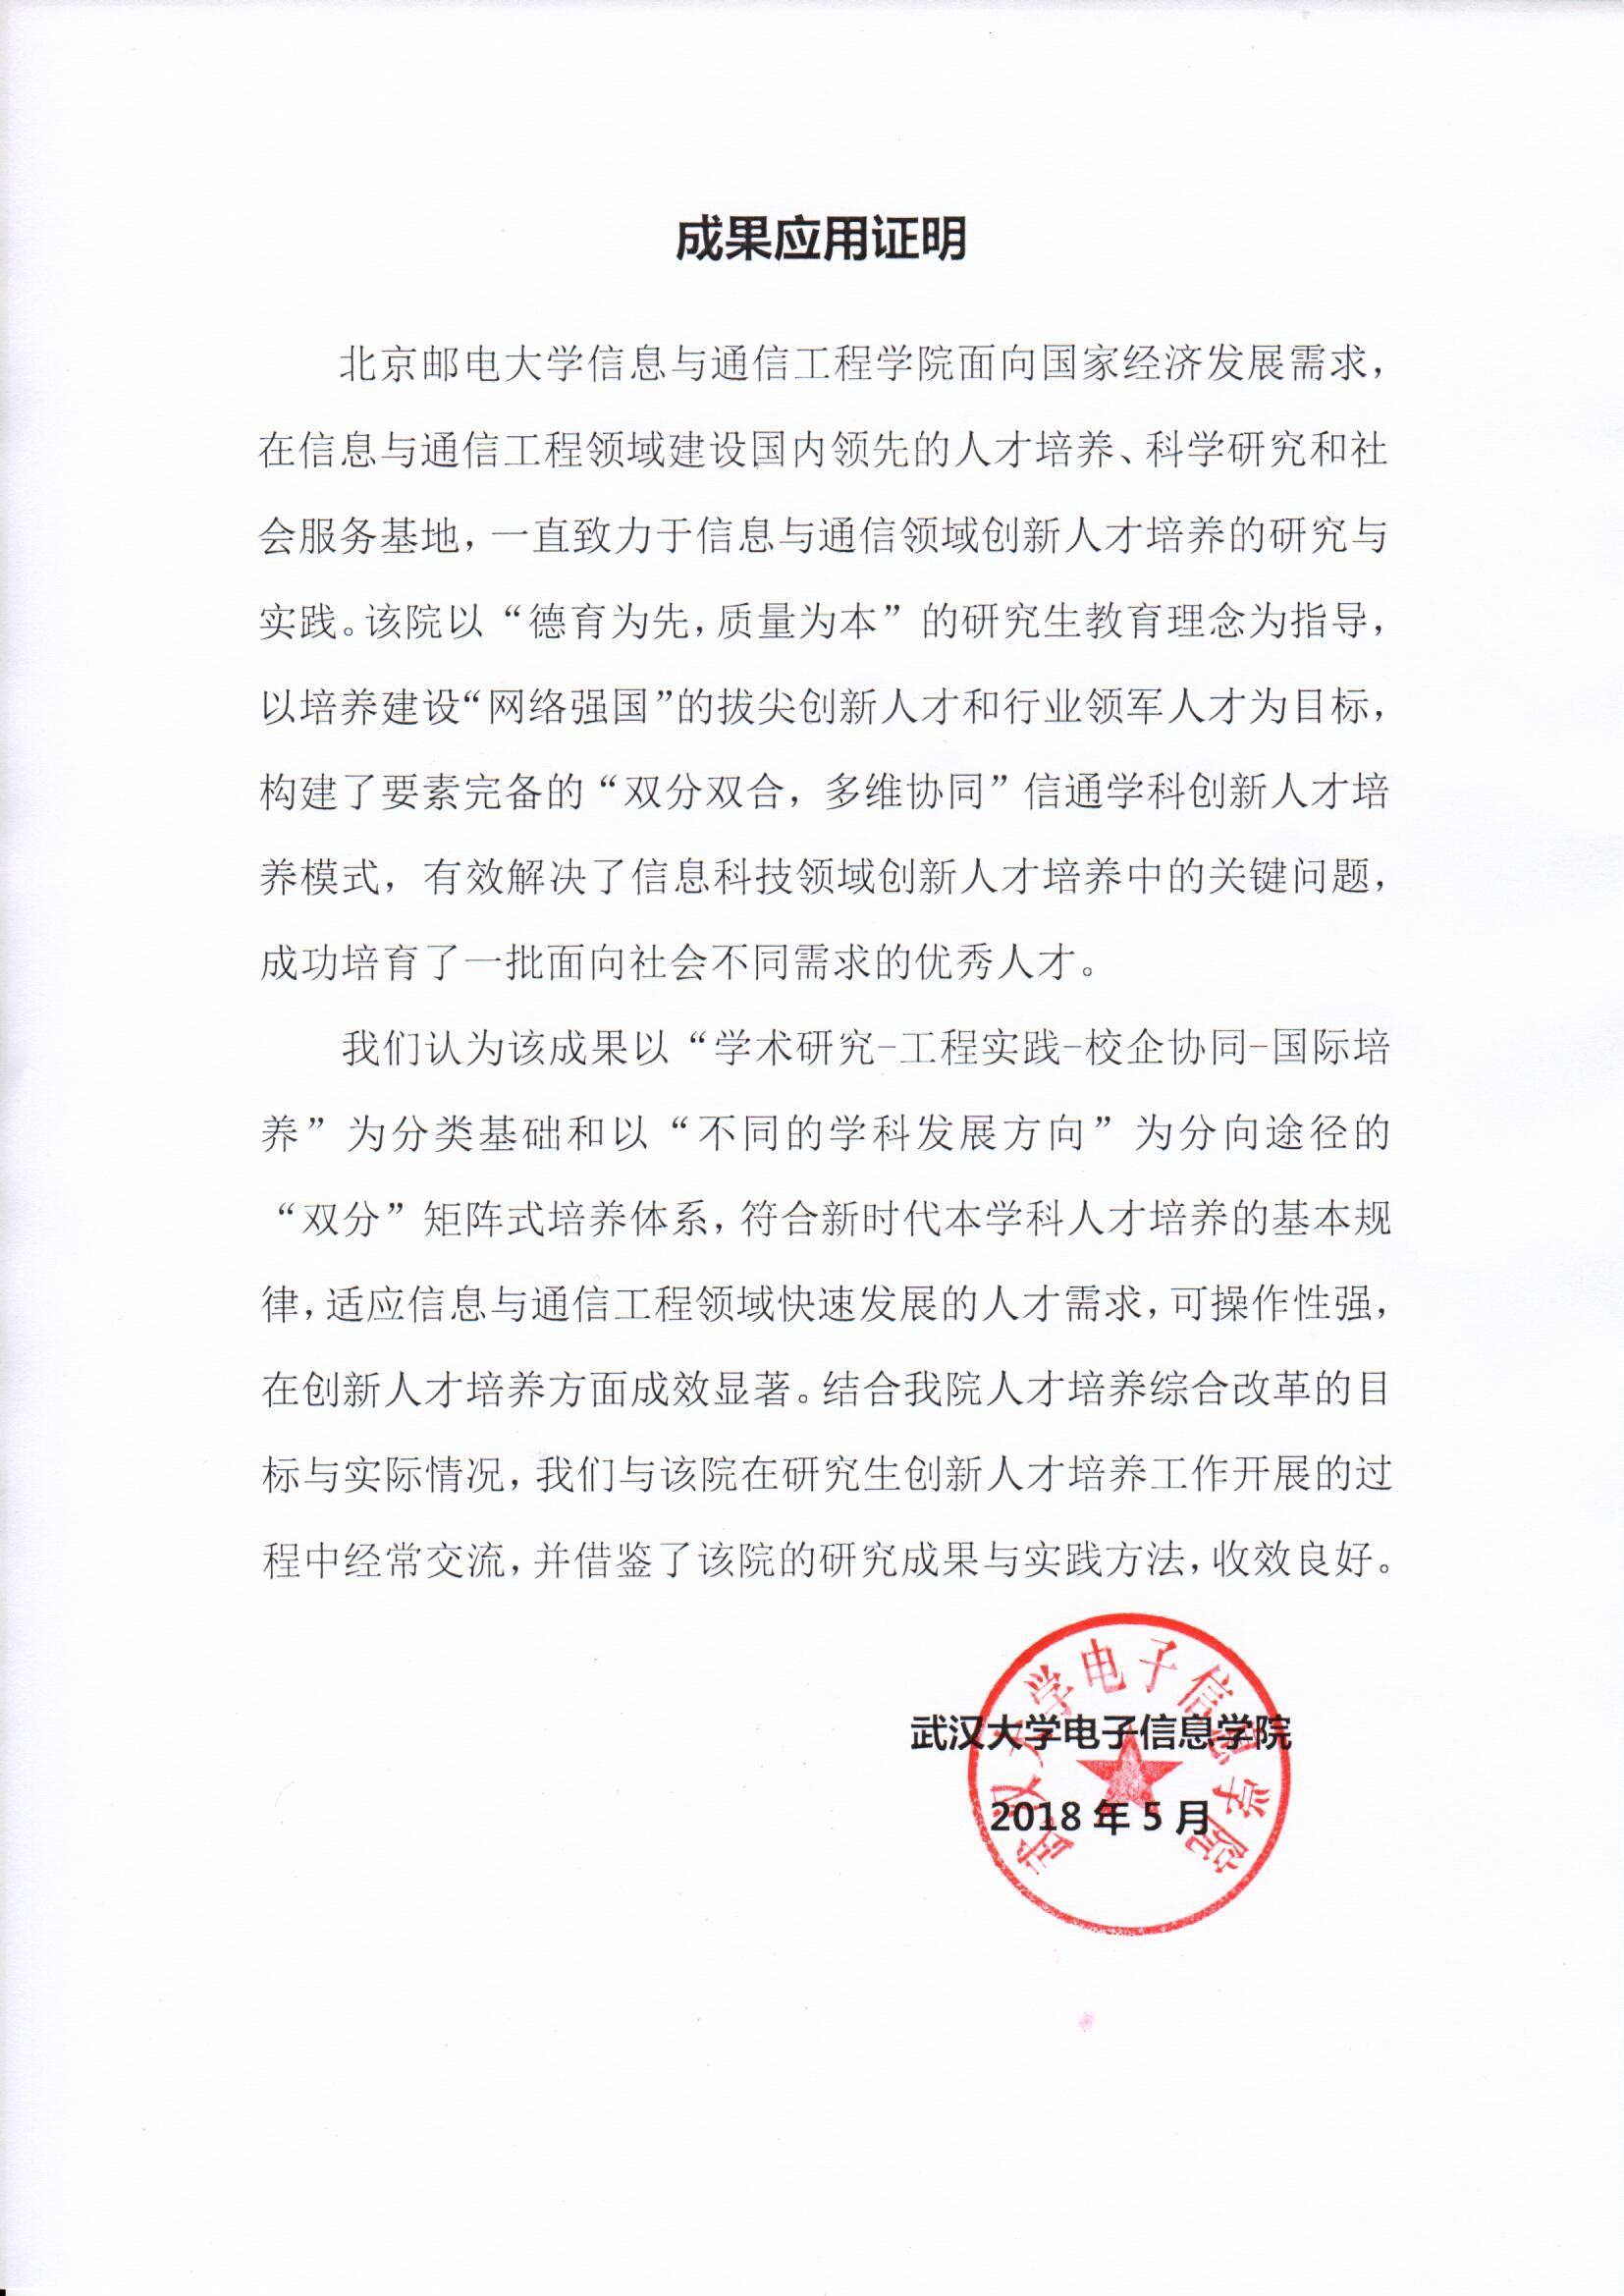 成果应用证明
北京邮电大学信息与通信工程学院面向国家经济发展需求，
在信息与通信工程领域建设国内领先的人才培养、科学研究和社
会服务基地，一直致力于信息与通信领域创新人才培养的研究与
实践。该院以“德育为先，质量为本”的研究生教育理念为指导，
以培养建设“网络强国”的拔尖创新人才和行业领军人才为目标，
构建了要素完备的“双分双合，多维协同”信通学科创新人才培
养模式，有效解决了信息科技领域创新人才培养中的关键问题，
成功培育了一批面向社会不同需求的优秀人才。
我们认为该成果以“学术研究-工程实践-校企协同-国际培
养”为分类基础和以“不同的学科发展方向”为分向途径的
“双分”矩阵式培养体系，符合新时代本学科人才培养的基本规
律，适应信息与通信工程领域快速发展的人才需求，可操作性强，
在创新人才培养方面成效显著。结合我院人才培养综合改革的目
标与实际情况，我们与该院在研究生创新人才培养工作开展的过
程中经常交流，并借鉴了该院的研究成果与实践方法，收效良好。
武汉大学电子信息学院
2018年5月
武汉大学电子信息学院